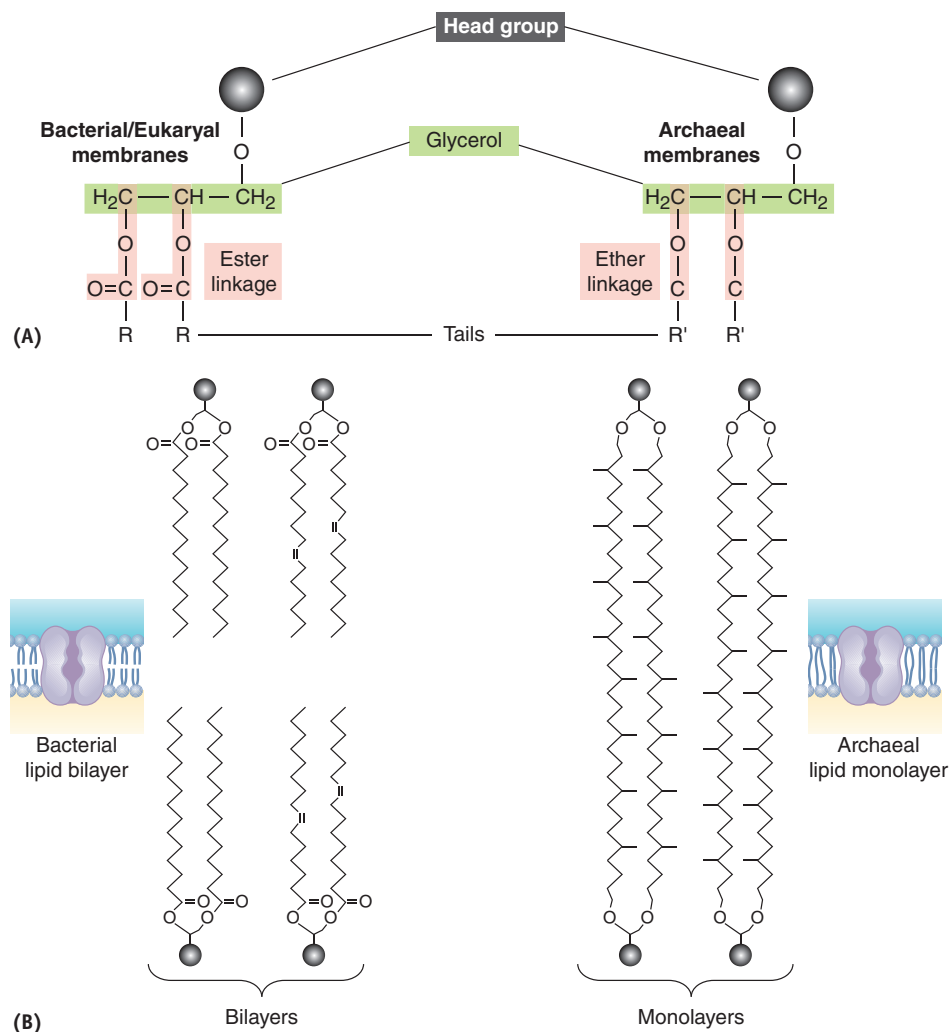 Head group
Bacterial/Eukaryal
membranes
Archaeal
membranes
Glycerol
O
O
H₂C — CH — CH₂
H₂C — CH — CH₂
O O
O O
Ester
linkage
Ether
linkage
O=C O=C
C C
R R
Tails
R' R'
(A)
O O
O O
O= O=
O O
O= O=
O O
O O
Bacterial
lipid bilayer
Archaeal
lipid monolayer
=O =O
O O
=O =O
O O
O O
O O
Bilayers
Monolayers
(B)